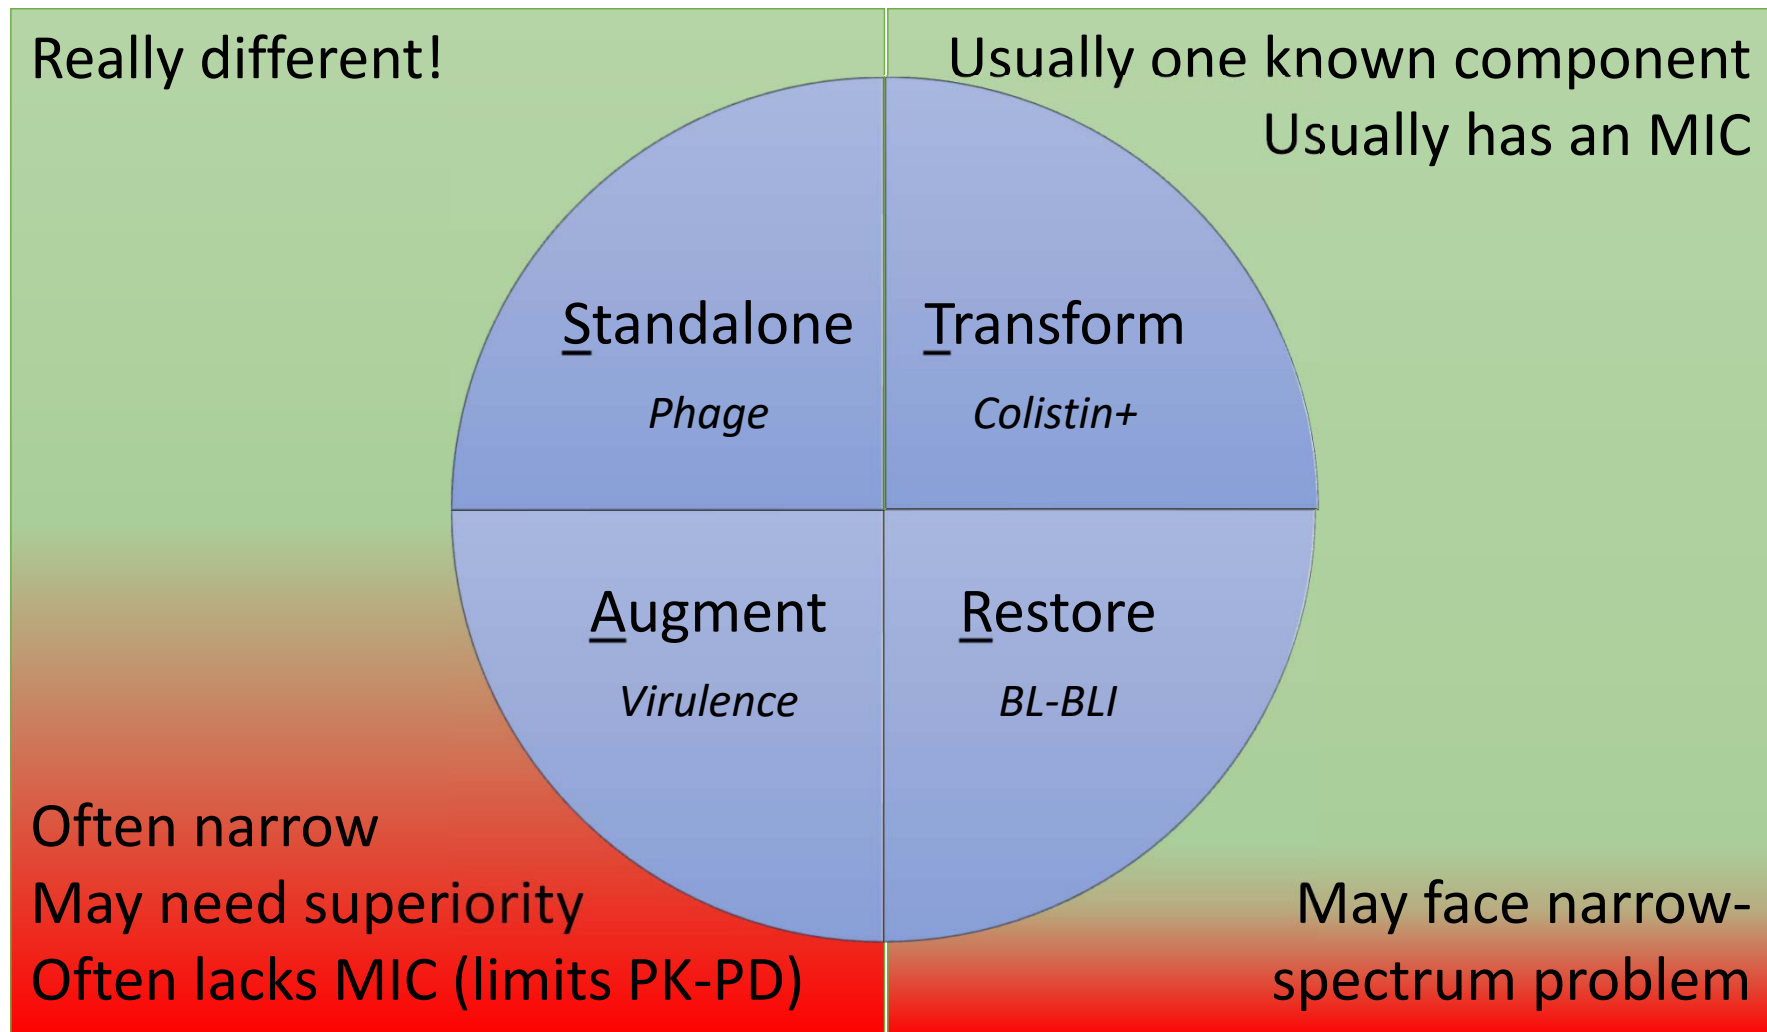 Really different!
Usually one known component
Usually has an MIC
Standalone
Phage
Transform
Colistin+
Augment
Virulence
Restore
BL-BLI
Often narrow
May need superiority
Often lacks MIC (limits PK-PD)
May face narrow-
spectrum problem